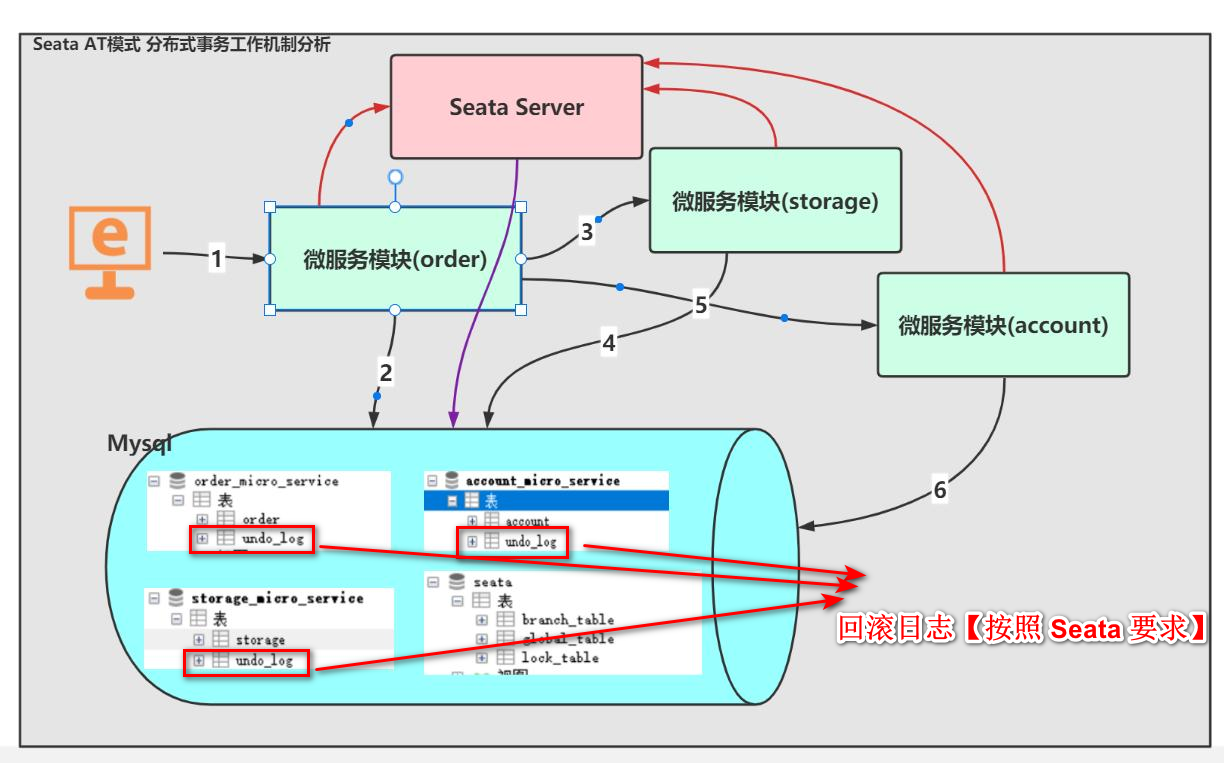 Seata AT模式 分布式事务工作机制分析
Seata Server
微服务模块(storage)
3
1
微服务模块(order)
5
微服务模块(account)
4
2
Mysql
order_micro_service
表
order
undo_log
account_micro_service
表
account
undo_log
6
storage_micro_service
表
storage
undo_log
seata
表
branch_table
global_table
lock_table
回滚日志【按照 Seata 要求】